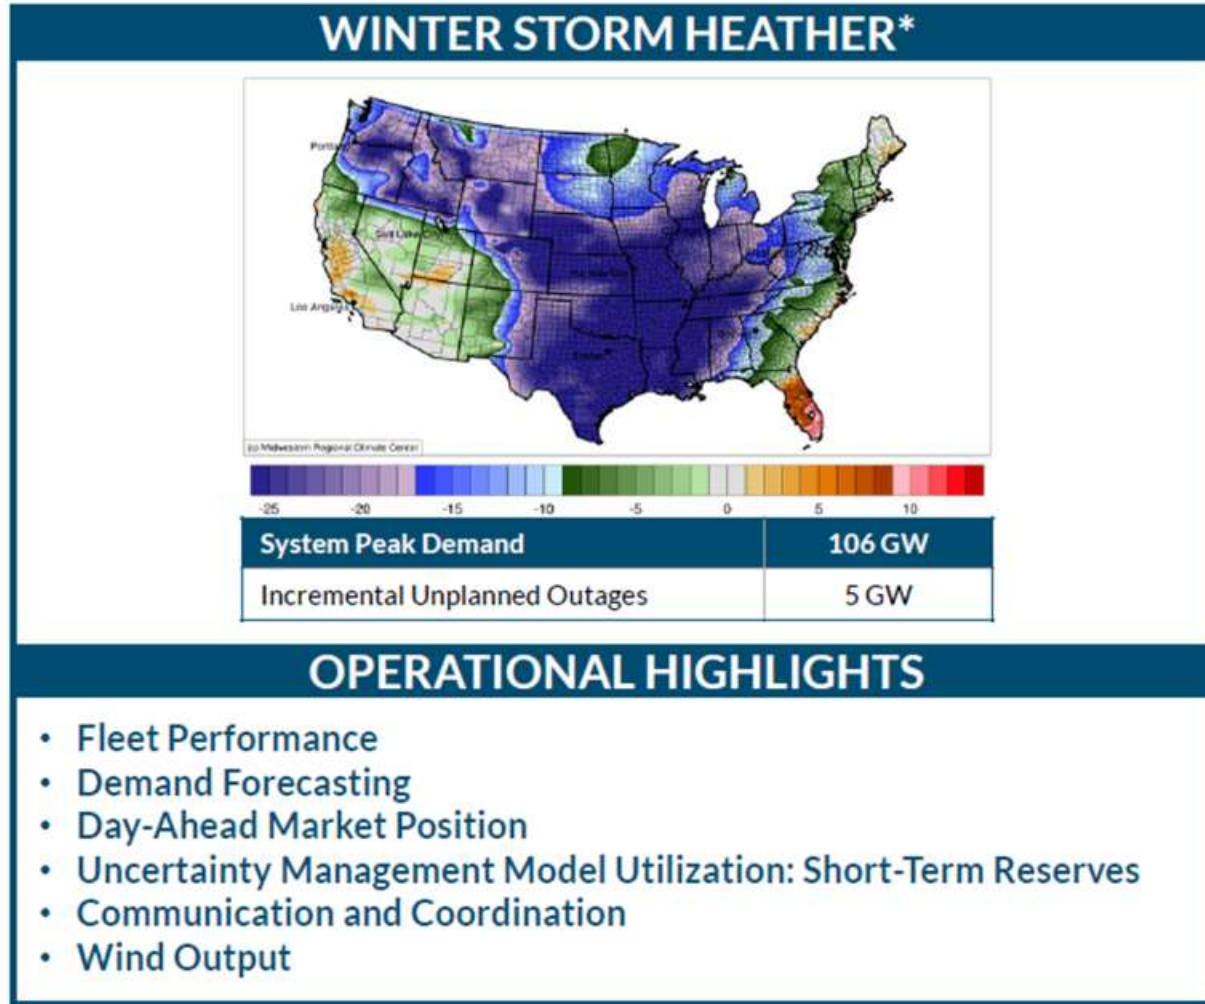 WINTER STORM HEATHER*
Portland
Salt Lake City
Los Angeles
(c) Midwestern Regional Climate Center
-25 -20 -15 -10 -5 0 5 10
System Peak Demand 106 GW
Incremental Unplanned Outages 5 GW
OPERATIONAL HIGHLIGHTS
• Fleet Performance
• Demand Forecasting
• Day-Ahead Market Position
• Uncertainty Management Model Utilization: Short-Term Reserves
• Communication and Coordination
• Wind Output